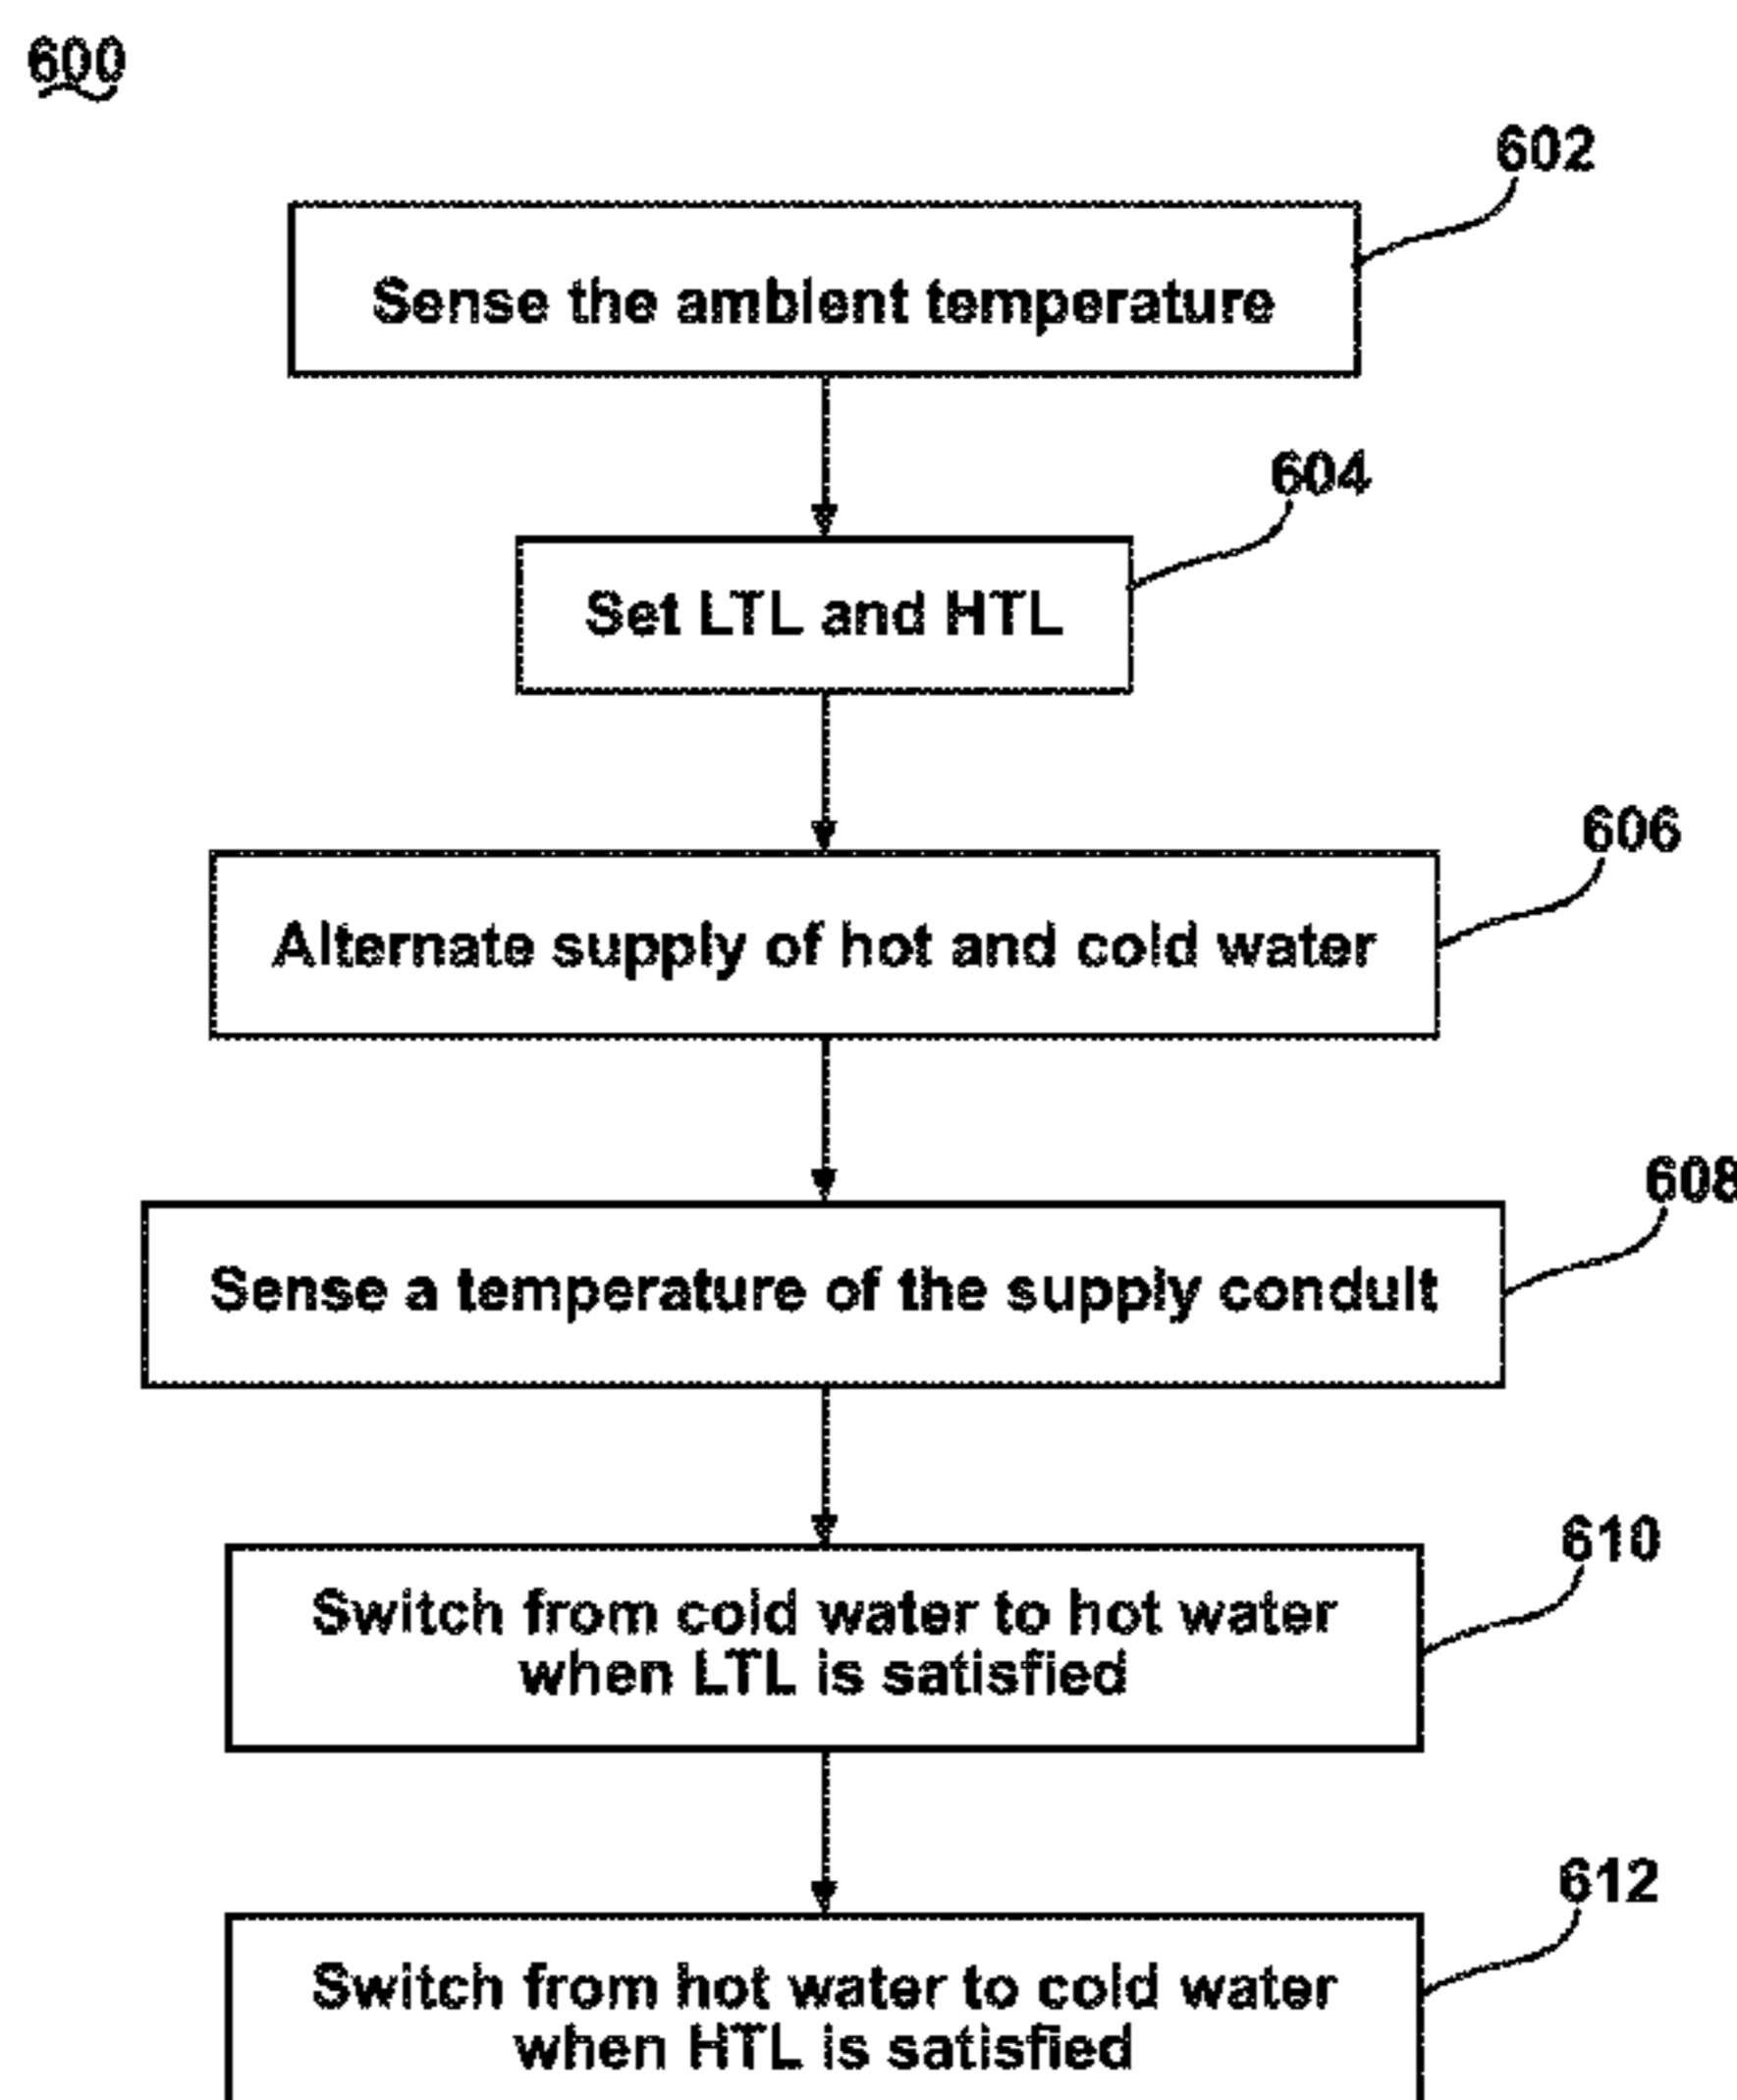 600
602
Sense the ambient temperature
604
Set LTL and HTL
606
Alternate supply of hot and cold water
608
Sense a temperature of the supply conduit
610
Switch from cold water to hot water
when LTL is satisfied
612
Switch from hot water to cold water
when HTL is satisfied